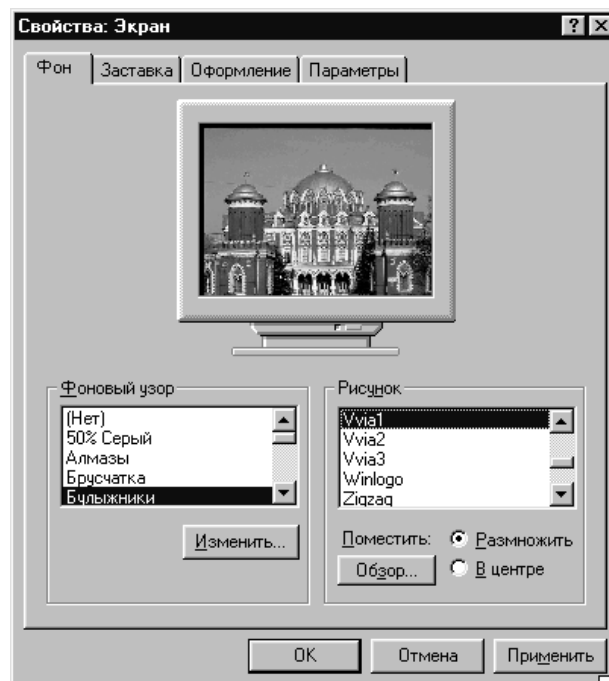 Свойства: Экран
Фон Заставка Оформление Параметры
Фоновый узор
(Нет)
50% Серый
Алмазы
Брусчатка
Булыжники
Изменить...
Рисунок
Vvia1
Vvia2
Vvia3
Winlogo
Zigzag
Поместить: Размножить
Обзор... В центре
OK Отмена Применить